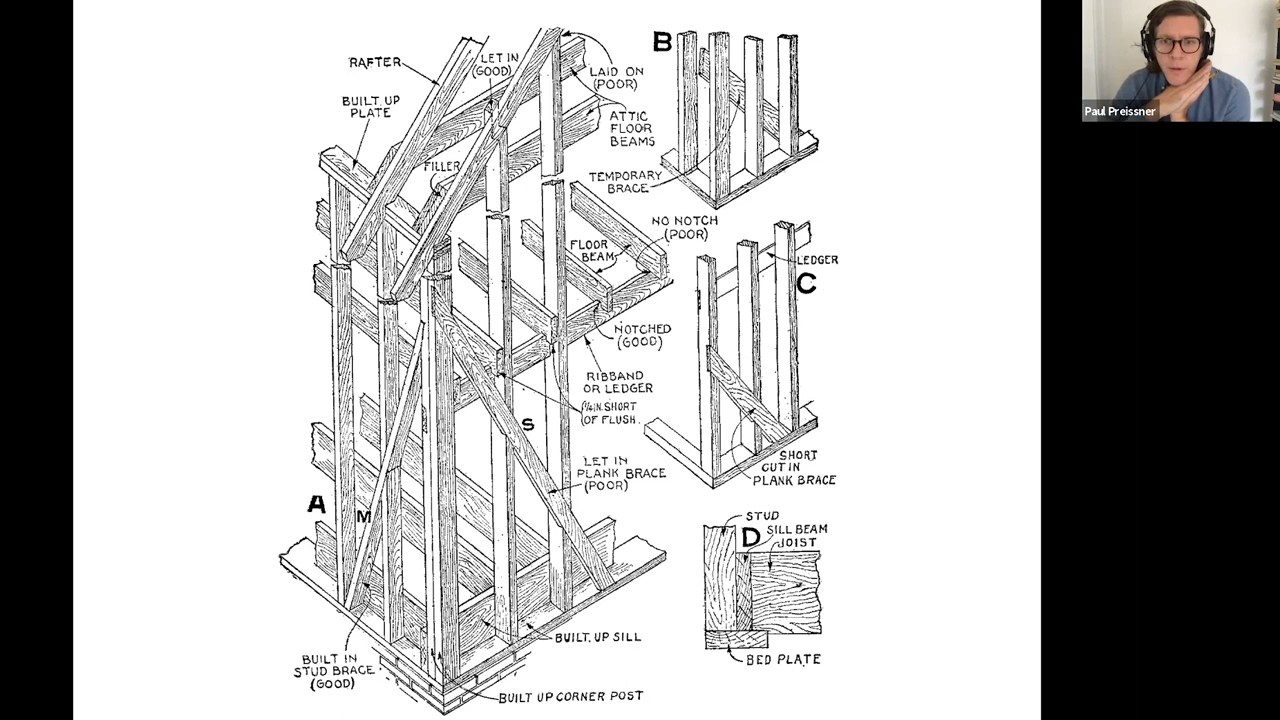 RAFTER
LET IN
(GOOD)
LAID ON
(POOR)
BUILT UP
PLATE
ATTIC
FLOOR
BEAMS
FILLER
FLOOR
BEAM
NO NOTCH
(POOR)
NOTCHED
(GOOD)
RIBBAND
OR LEDGER
1/4 IN. SHORT
OF FLUSH.
S
LET IN
PLANK BRACE
(POOR)
A
M
BUILT UP SILL
BUILT IN
STUD BRACE
(GOOD)
BUILT UP CORNER POST
B
TEMPORARY
BRACE
LEDGER
C
SHORT
CUT IN
PLANK BRACE
STUD
D
SILL BEAM
JOIST
BED PLATE
Paul Preissner